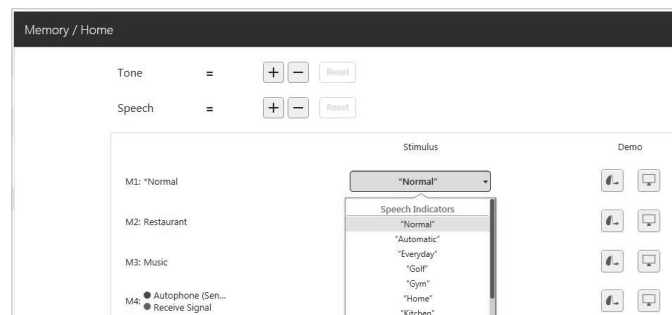 Memory / Home
Tone = + − Reset
Speech = + − Reset
Stimulus Demo
M1: *Normal "Normal"
Speech Indicators
"Normal"
M2: Restaurant
"Automatic"
"Everyday"
M3: Music
"Golf"
"Gym"
M4: Autophone (Sen... "Home"
Receive Signal "Kitchen"